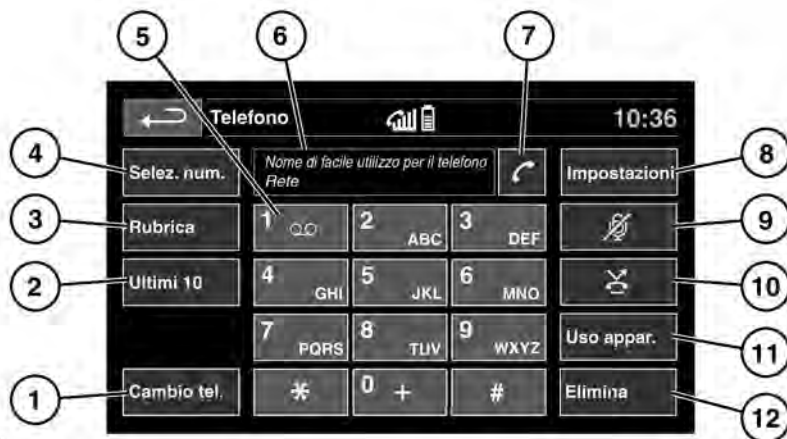 5 6 7
Telefono 10:36
4 Selez. num. Nome di facile utilizzo per il telefono Impostazioni 8
Rete
3 Rubrica 1 2 ABC 3 DEF 9
2 Ultimi 10 4 GHI 5 JKL 6 MNO 10
7 PQRS 8 TUV 9 WXYZ Uso appar. 11
1 Cambio tel. * 0 + # Elimina 12